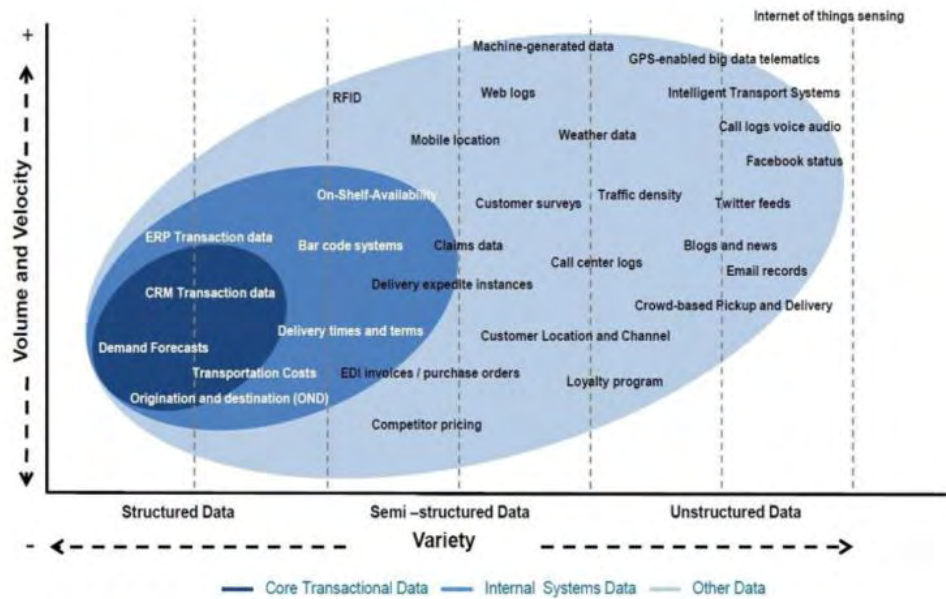 Internet of things sensing
+
Machine-generated data
GPS-enabled big data telematics
RFID
Web logs
Intelligent Transport Systems
Mobile location
Weather data
Call logs voice audio
Facebook status
On-Shelf-Availability
Customer surveys
Traffic density
Twitter feeds
ERP Transaction data
Bar code systems
Claims data
Blogs and news
Call center logs
Email records
CRM Transaction data
Delivery expedite instances
Crowd-based Pickup and Delivery
Delivery times and terms
Customer Location and Channel
Demand Forecasts
Transportation Costs
EDI invoices / purchase orders
Loyalty program
Origination and destination (OND)
Competitor pricing
Volume and Velocity
Structured Data
Semi –structured Data
Unstructured Data
-
Variety
Core Transactional Data
Internal Systems Data
Other Data